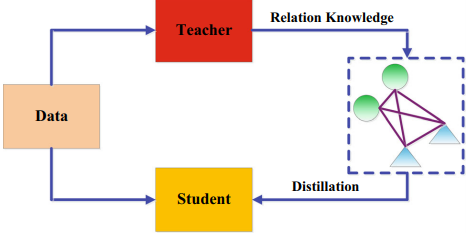 Teacher
Relation Knowledge
Data
Student
Distillation